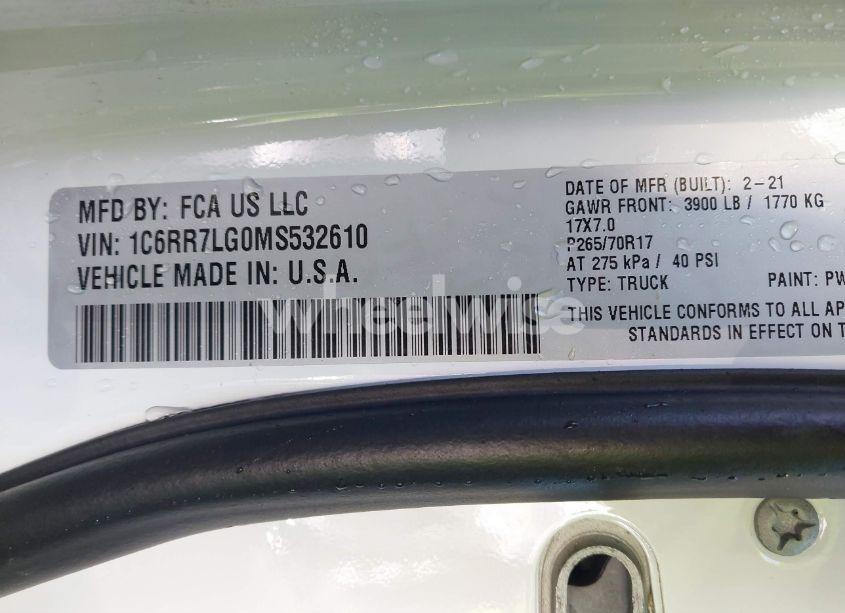 MFD BY: FCA US LLC
VIN: 1C6RR7LG0MS532610
VEHICLE MADE IN: U.S.A.
DATE OF MFR (BUILT): 2-21
GAWR FRONT: 3900 LB / 1770 KG
17X7.0
P265/70R17
AT 275 kPa / 40 PSI
TYPE: TRUCK PAINT: PW
THIS VEHICLE CONFORMS TO ALL AP
STANDARDS IN EFFECT ON T
wheelwise